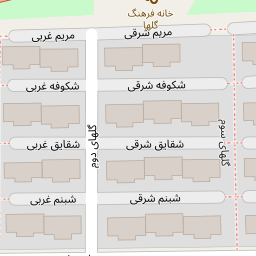 خانه فرهنگ
گلها
مریم شرقی
مریم غربی
شکوفه شرقی
شکوفه غربی
شقایق شرقی
شقایق غربی
گلهای دوم
گلهای سوم
شبنم شرقی
شبنم غربی